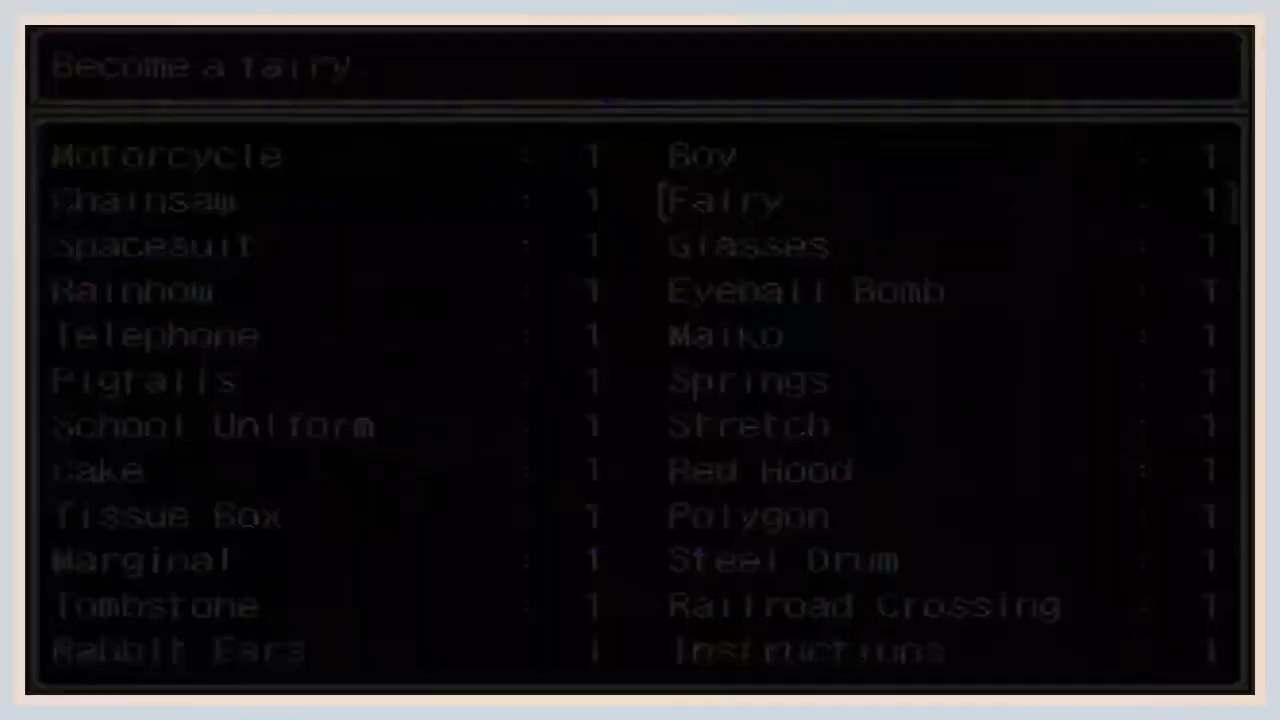 Become a fairy.
Motorcycle : 1 Boy : 1
Chainsaw : 1 Fairy : 1
Spacesuit : 1 Glasses : 1
Rainbow : 1 Eyeball Bomb : 1
Telephone : 1 Maiko : 1
Pigtails : 1 Springs : 1
School Uniform : 1 Stretch : 1
Cake : 1 Red Hood : 1
Tissue Box : 1 Polygon : 1
Marginal : 1 Steel Drum : 1
Tombstone : 1 Railroad Crossing : 1
Rabbit Ears : 1 Instructions : 1